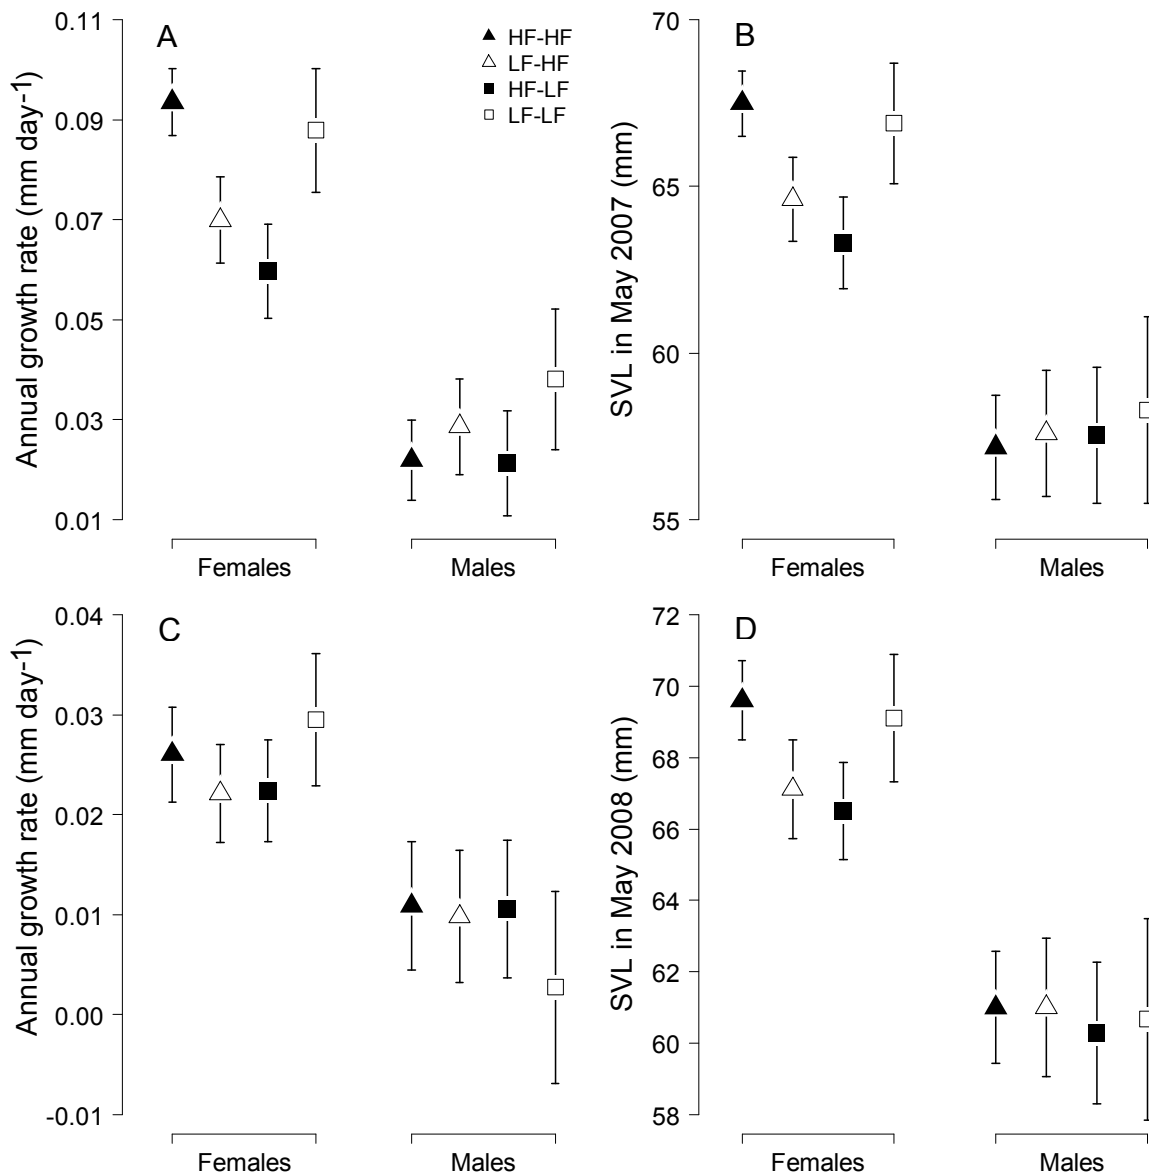 A
HF-HF
LF-HF
HF-LF
LF-LF
Annual growth rate (mm day-1)
0.11
0.09
0.07
0.05
0.03
0.01
Females
Males
B
SVL in May 2007 (mm)
70
65
60
55
Females
Males
C
Annual growth rate (mm day-1)
0.04
0.03
0.02
0.01
0.00
-0.01
Females
Males
D
SVL in May 2008 (mm)
72
70
68
66
64
62
60
58
Females
Males